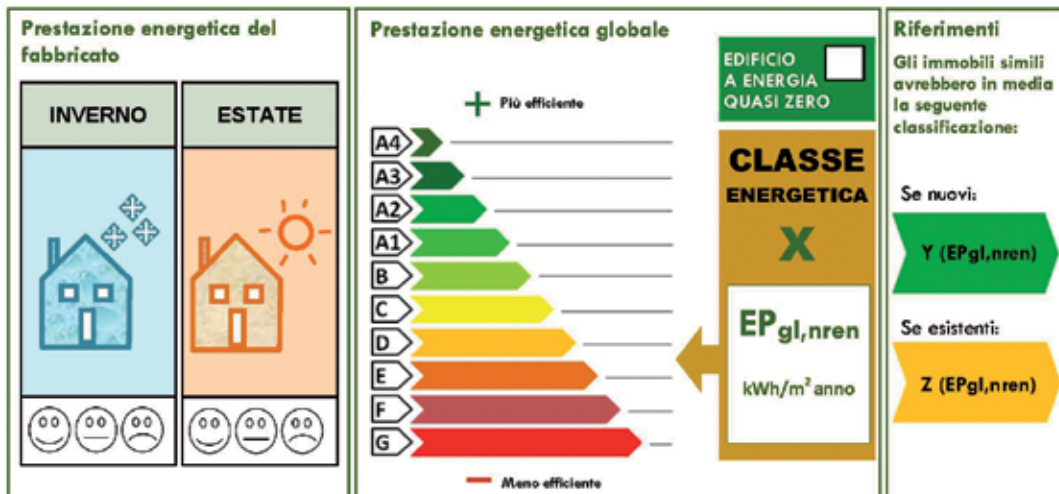 Prestazione energetica del
fabbricato
INVERNO
ESTATE
Prestazione energetica globale
+ Più efficiente
A4
A3
A2
A1
B
C
D
E
F
G
Meno efficiente
EDIFICIO
A ENERGIA
QUASI ZERO
CLASSE
ENERGETICA
X
EPgl,nren
kWh/m² anno
Riferimenti
Gli immobili simili
avrebbero in media
la seguente
classificazione:
Se nuovi:
Y (EPgl,nren)
Se esistenti:
Z (EPgl,nren)